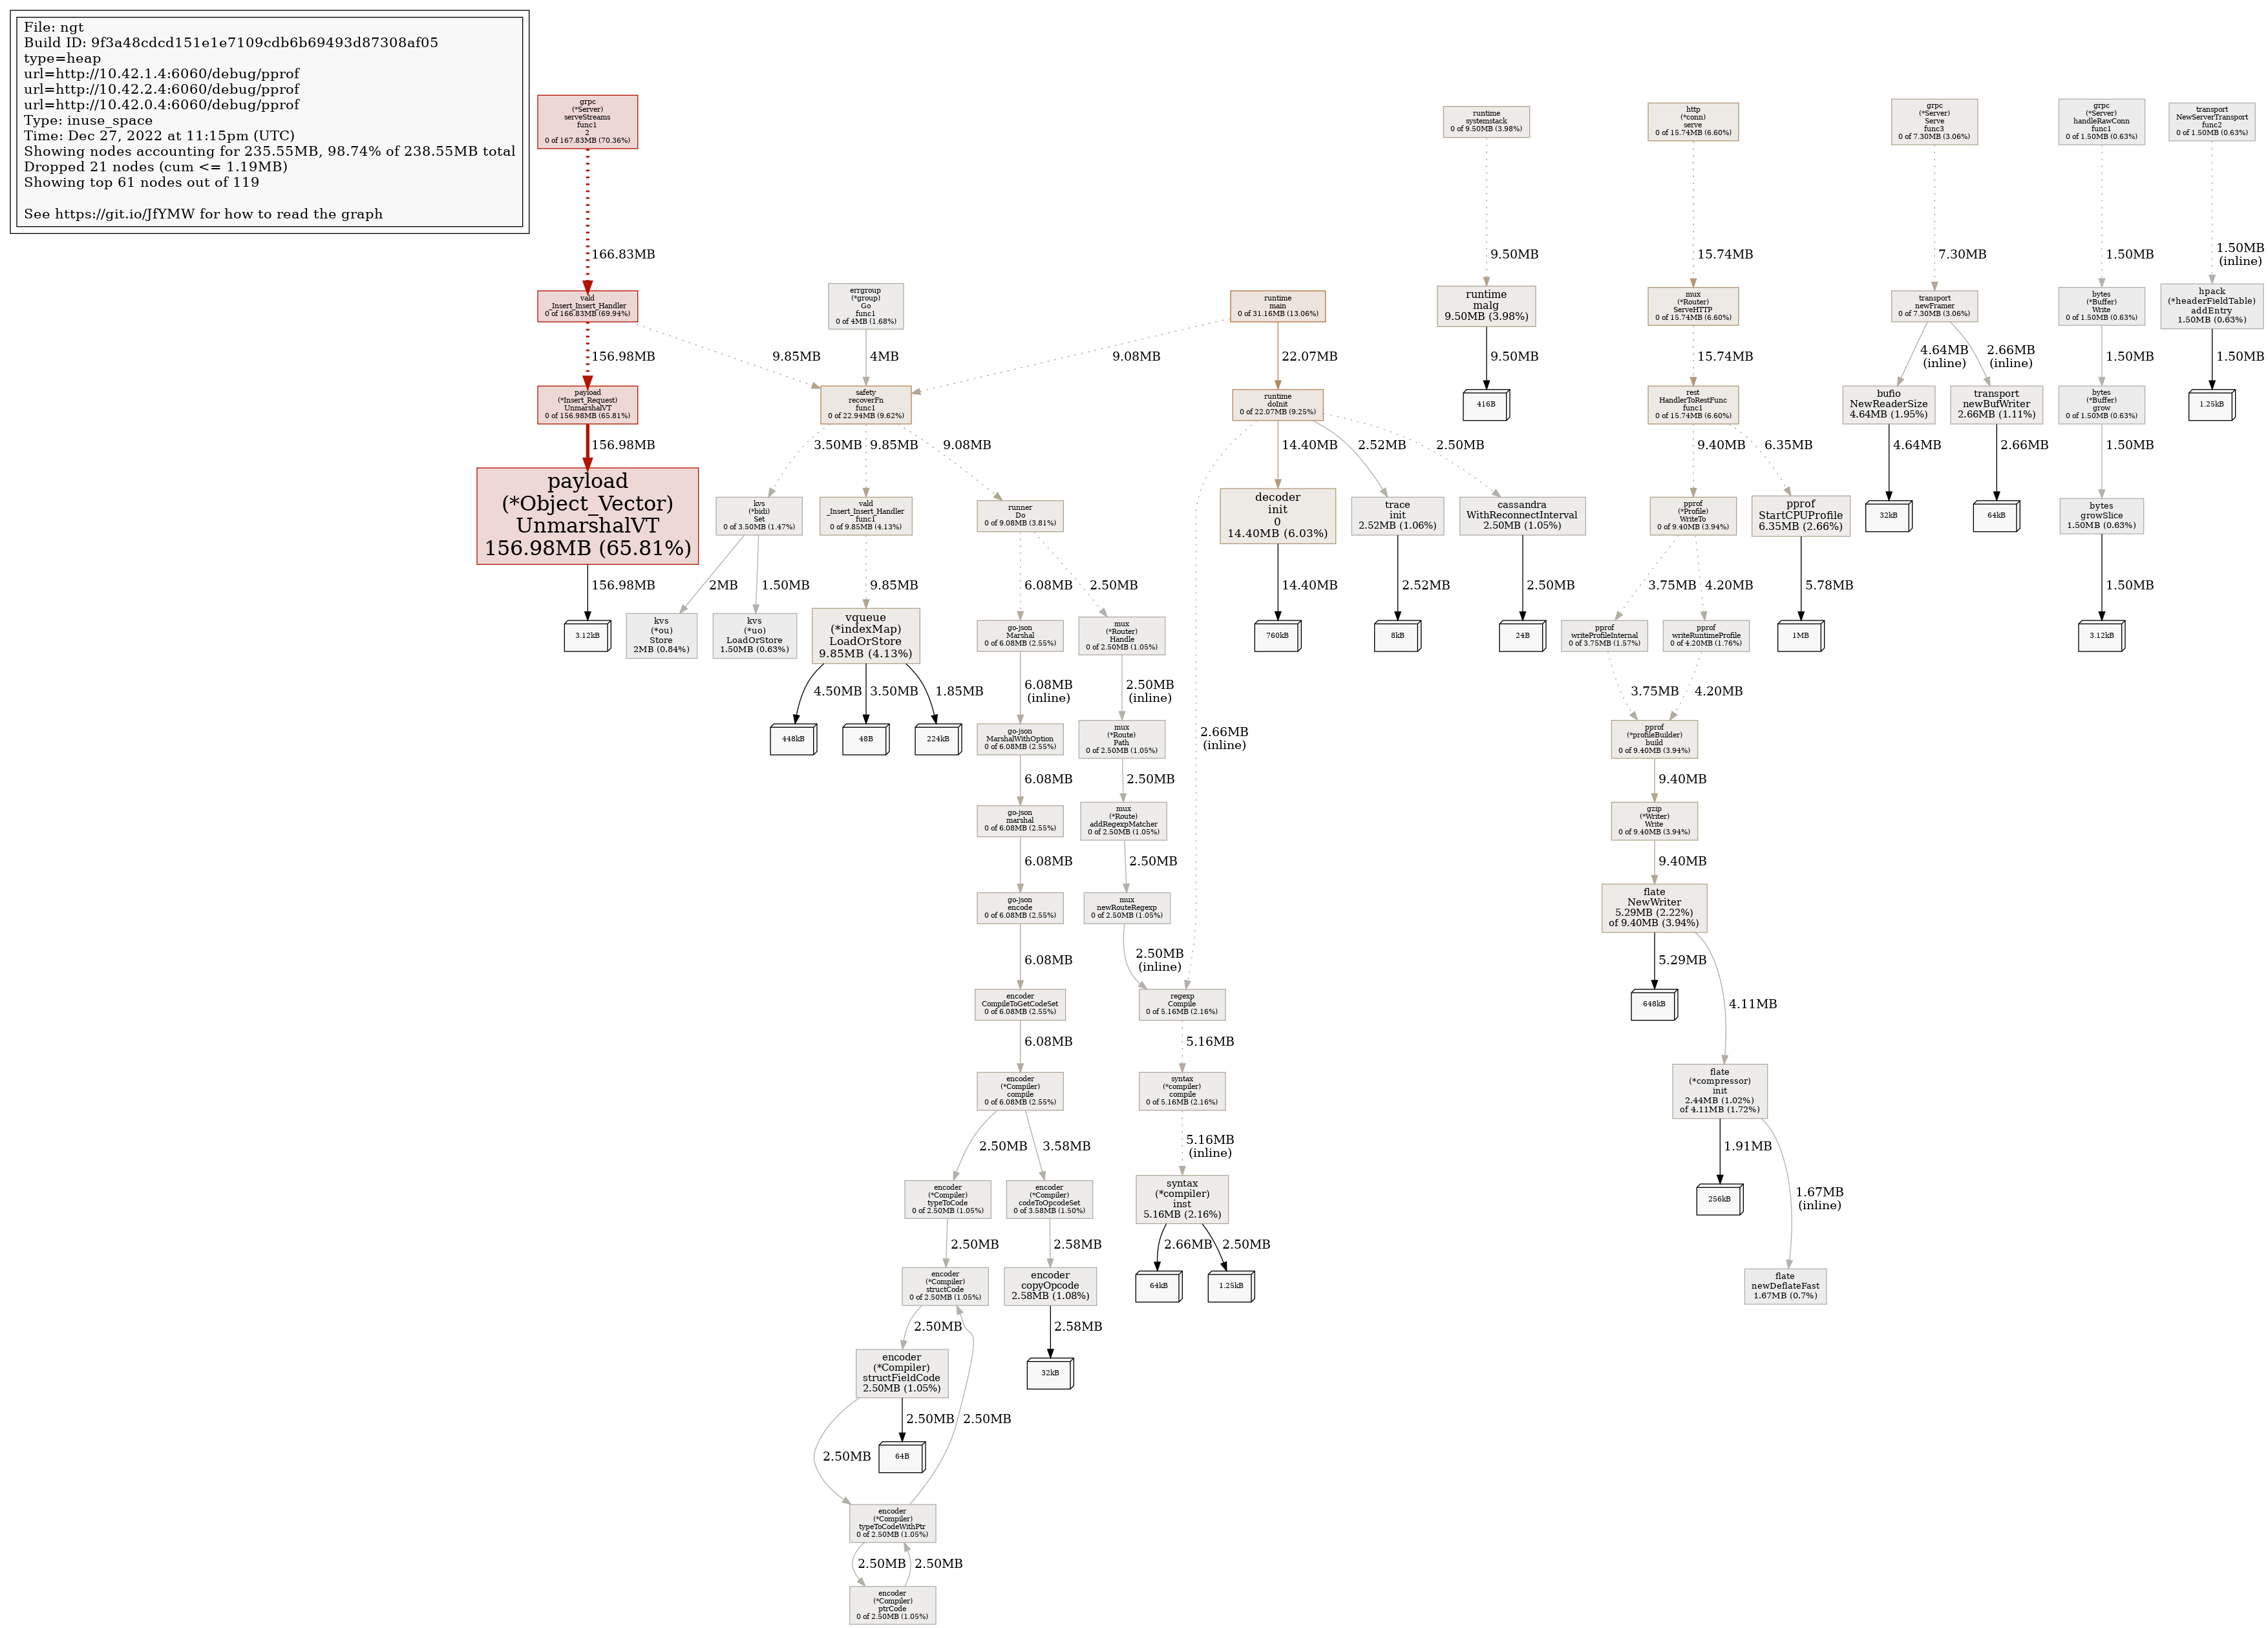 File: ngt
Build ID: 9f3a48cdcd151e1e7109cdb6b69493d87308af05
type=heap
url=http://10.42.1.4:6060/debug/pprof
url=http://10.42.2.4:6060/debug/pprof
url=http://10.42.0.4:6060/debug/pprof
Type: inuse_space
Time: Dec 27, 2022 at 11:15pm (UTC)
Showing nodes accounting for 235.55MB, 98.74% of 238.55MB total
Dropped 21 nodes (cum <= 1.19MB)
Showing top 61 nodes out of 119
See https://git.io/JfYMW for how to read the graph
grpc
(*Server)
serveStreams
func1
2
0 of 167.83MB (70.36%)
runtime
systemstack
0 of 9.50MB (3.98%)
http
(*conn)
serve
0 of 15.74MB (6.60%)
grpc
(*Server)
Serve
func3
0 of 7.30MB (3.06%)
grpc
(*Server)
handleRawConn
func1
0 of 1.50MB (0.63%)
transport
NewServerTransport
func2
0 of 1.50MB (0.63%)
166.83MB
9.50MB
15.74MB
7.30MB
1.50MB
1.50MB
(inline)
vald
_Insert_Insert_Handler
0 of 166.83MB (69.94%)
errgroup
(*group)
Go
func1
0 of 4MB (1.68%)
runtime
main
0 of 31.16MB (13.06%)
runtime
malg
9.50MB (3.98%)
mux
(*Router)
ServeHTTP
0 of 15.74MB (6.60%)
transport
newFramer
0 of 7.30MB (3.06%)
bytes
(*Buffer)
Write
0 of 1.50MB (0.63%)
hpack
(*headerFieldTable)
addEntry
1.50MB (0.63%)
156.98MB
9.85MB
4MB
9.08MB
22.07MB
9.50MB
15.74MB
4.64MB
(inline)
2.66MB
(inline)
1.50MB
1.50MB
payload
(*Insert_Request)
UnmarshalVT
0 of 156.98MB (65.81%)
safety
recoverFn
func1
0 of 22.94MB (9.62%)
runtime
doInit
0 of 22.07MB (9.25%)
416B
rest
HandlerToRestFunc
func1
0 of 15.74MB (6.60%)
bufio
NewReaderSize
4.64MB (1.95%)
transport
newBufWriter
2.66MB (1.11%)
bytes
(*Buffer)
grow
0 of 1.50MB (0.63%)
1.25kB
156.98MB
3.50MB
9.85MB
9.08MB
14.40MB
2.52MB
2.50MB
9.40MB
6.35MB
4.64MB
2.66MB
1.50MB
payload
(*Object_Vector)
UnmarshalVT
156.98MB (65.81%)
kvs
(*bidi)
Set
0 of 3.50MB (1.47%)
vald
_Insert_Insert_Handler
func1
0 of 9.85MB (4.13%)
runner
Do
0 of 9.08MB (3.81%)
decoder
init
0
14.40MB (6.03%)
trace
init
2.52MB (1.06%)
cassandra
WithReconnectInterval
2.50MB (1.05%)
pprof
(*Profile)
WriteTo
0 of 9.40MB (3.94%)
pprof
StartCPUProfile
6.35MB (2.66%)
32kB
64kB
bytes
growSlice
1.50MB (0.63%)
156.98MB
2MB
1.50MB
9.85MB
6.08MB
2.50MB
14.40MB
2.52MB
2.50MB
3.75MB
4.20MB
5.78MB
1.50MB
3.12kB
kvs
(*ou)
Store
2MB (0.84%)
kvs
(*uo)
LoadOrStore
1.50MB (0.63%)
vqueue
(*indexMap)
LoadOrStore
9.85MB (4.13%)
go-json
Marshal
0 of 6.08MB (2.55%)
mux
(*Router)
Handle
0 of 2.50MB (1.05%)
760kB
8kB
24B
pprof
writeProfileInternal
0 of 3.75MB (1.57%)
pprof
writeRuntimeProfile
0 of 4.20MB (1.76%)
1MB
3.12kB
4.50MB
3.50MB
1.85MB
6.08MB
(inline)
2.50MB
(inline)
2.66MB
(inline)
3.75MB
4.20MB
448kB
48B
224kB
go-json
MarshalWithOption
0 of 6.08MB (2.55%)
mux
(*Route)
Path
0 of 2.50MB (1.05%)
pprof
(*profileBuilder)
build
0 of 9.40MB (3.94%)
6.08MB
2.50MB
9.40MB
go-json
marshal
0 of 6.08MB (2.55%)
mux
(*Route)
addRegexpMatcher
0 of 2.50MB (1.05%)
gzip
(*Writer)
Write
0 of 9.40MB (3.94%)
6.08MB
2.50MB
9.40MB
go-json
encode
0 of 6.08MB (2.55%)
mux
newRouteRegexp
0 of 2.50MB (1.05%)
flate
NewWriter
5.29MB (2.22%)
of 9.40MB (3.94%)
6.08MB
2.50MB
(inline)
5.29MB
4.11MB
encoder
CompileToGetCodeSet
0 of 6.08MB (2.55%)
regexp
Compile
0 of 5.16MB (2.16%)
648kB
6.08MB
5.16MB
encoder
(*Compiler)
compile
0 of 6.08MB (2.55%)
syntax
(*compiler)
compile
0 of 5.16MB (2.16%)
flate
(*compressor)
init
2.44MB (1.02%)
of 4.11MB (1.72%)
2.50MB
3.58MB
5.16MB
(inline)
1.91MB
1.67MB
(inline)
encoder
(*Compiler)
typeToCode
0 of 2.50MB (1.05%)
encoder
(*Compiler)
codeToOpcodeSet
0 of 3.58MB (1.50%)
syntax
(*compiler)
inst
5.16MB (2.16%)
256kB
2.50MB
2.58MB
2.66MB
2.50MB
encoder
(*Compiler)
structCode
0 of 2.50MB (1.05%)
encoder
copyOpcode
2.58MB (1.08%)
64kB
1.25kB
flate
newDeflateFast
1.67MB (0.7%)
2.50MB
2.58MB
encoder
(*Compiler)
structFieldCode
2.50MB (1.05%)
32kB
2.50MB
2.50MB
2.50MB
64B
encoder
(*Compiler)
typeToCodeWithPtr
0 of 2.50MB (1.05%)
2.50MB
2.50MB
encoder
(*Compiler)
ptrCode
0 of 2.50MB (1.05%)